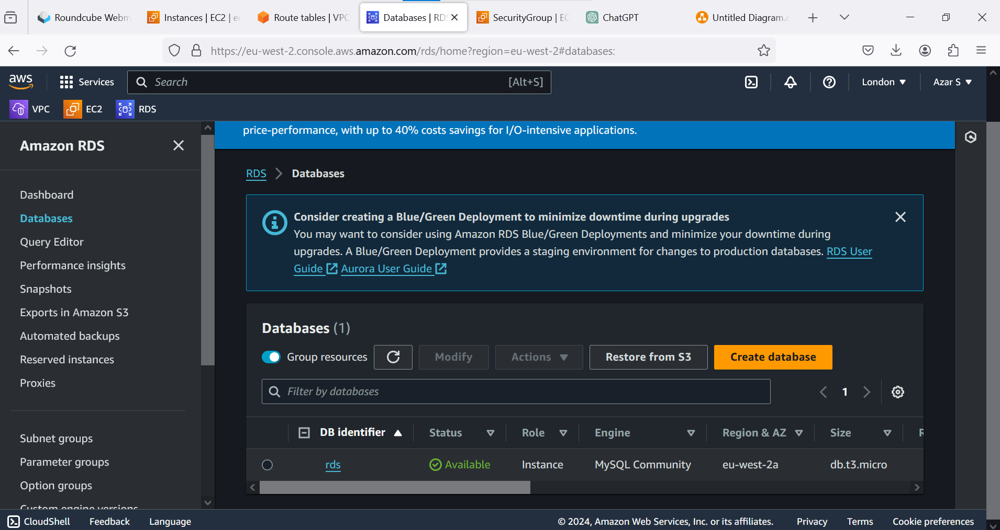 Roundcube Webm
Instances | EC2 | eu
Route tables | VPC
Databases | RDS
SecurityGroup | EC
ChatGPT
Untitled Diagram.
https://eu-west-2.console.aws.amazon.com/rds/home?region=eu-west-2#databases:
aws
Services
Search
[Alt+S]
London
Azar S
VPC
EC2
RDS
price-performance, with up to 40% costs savings for I/O-intensive applications.
Amazon RDS
Dashboard
Databases
Query Editor
Performance insights
Snapshots
Exports in Amazon S3
Automated backups
Reserved instances
Proxies
Subnet groups
Parameter groups
Option groups
Custom engine versions
RDS > Databases
Consider creating a Blue/Green Deployment to minimize downtime during upgrades
You may want to consider using Amazon RDS Blue/Green Deployments and minimize your downtime during
upgrades. A Blue/Green Deployment provides a staging environment for changes to production databases. RDS User
Guide Aurora User Guide
Databases (1)
Group resources
Modify
Actions
Restore from S3
Create database
Filter by databases
1
DB identifier
Status
Role
Engine
Region & AZ
Size
R
rds
Available
Instance
MySQL Community
eu-west-2a
db.t3.micro
CloudShell
Feedback
Language
© 2024, Amazon Web Services, Inc. or its affiliates.
Privacy
Terms
Cookie preferences